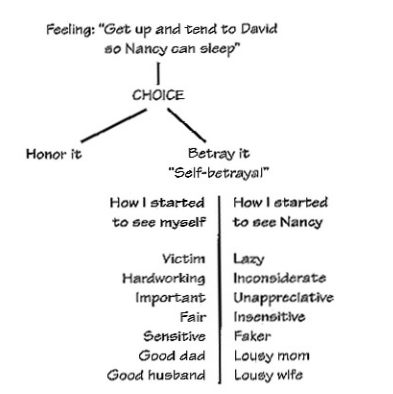 Feeling: "Get up and tend to David
so Nancy can sleep"
CHOICE
Honor it
Betray it
"Self-betrayal"
How I started
to see myself
How I started
to see Nancy
Victim
Lazy
Hardworking
Inconsiderate
Important
Unappreciative
Fair
Insensitive
Sensitive
Faker
Good dad
Lousy mom
Good husband
Lousy wife